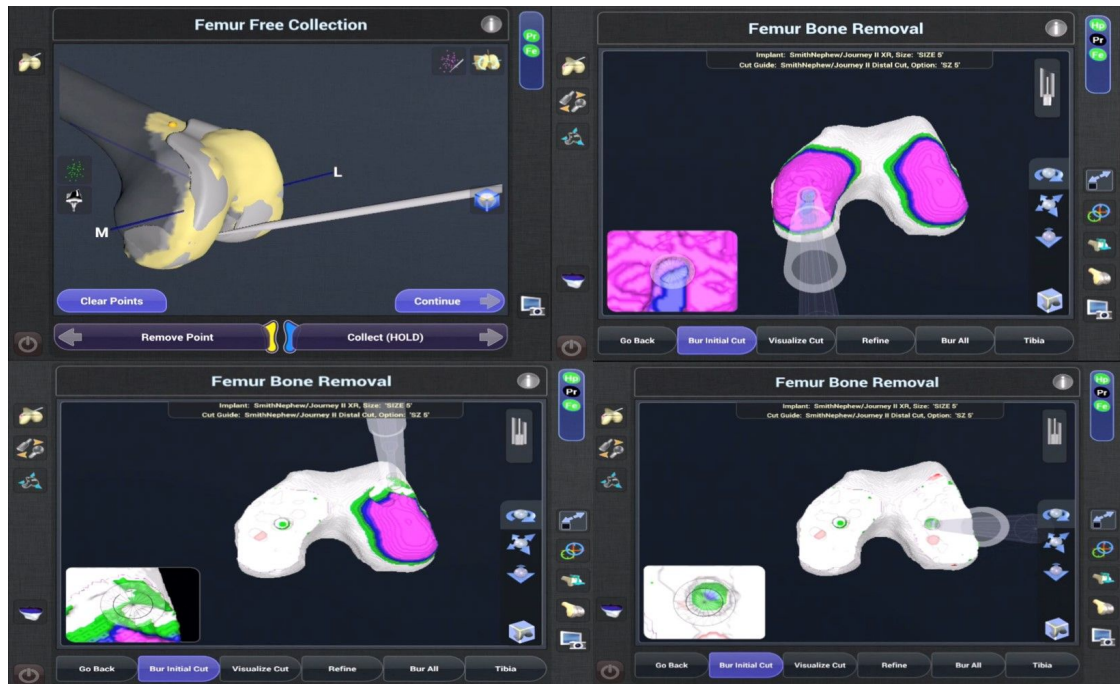 Femur Free Collection
i
Pr
Fe
L
M
Clear Points
Continue
Remove Point
Collect (HOLD)
Femur Bone Removal
i
Hp
Pr
Fe
Implant: SmithNephew/Journey II XR, Size: 'SIZE 5'
Cut Guide: SmithNephew/Journey II Distal Cut, Option: 'SZ 5'
Go Back
Bur Initial Cut
Visualize Cut
Refine
Bur All
Tibia
Femur Bone Removal
i
Hp
Pr
Fe
Implant: SmithNephew/Journey II XR, Size: 'SIZE 5'
Cut Guide: SmithNephew/Journey II Distal Cut, Option: 'SZ 5'
Go Back
Bur Initial Cut
Visualize Cut
Refine
Bur All
Tibia
Femur Bone Removal
i
Hp
Pr
Fe
Implant: SmithNephew/Journey II XR, Size: 'SIZE 5'
Cut Guide: SmithNephew/Journey II Distal Cut, Option: 'SZ 5'
Go Back
Bur Initial Cut
Visualize Cut
Refine
Bur All
Tibia